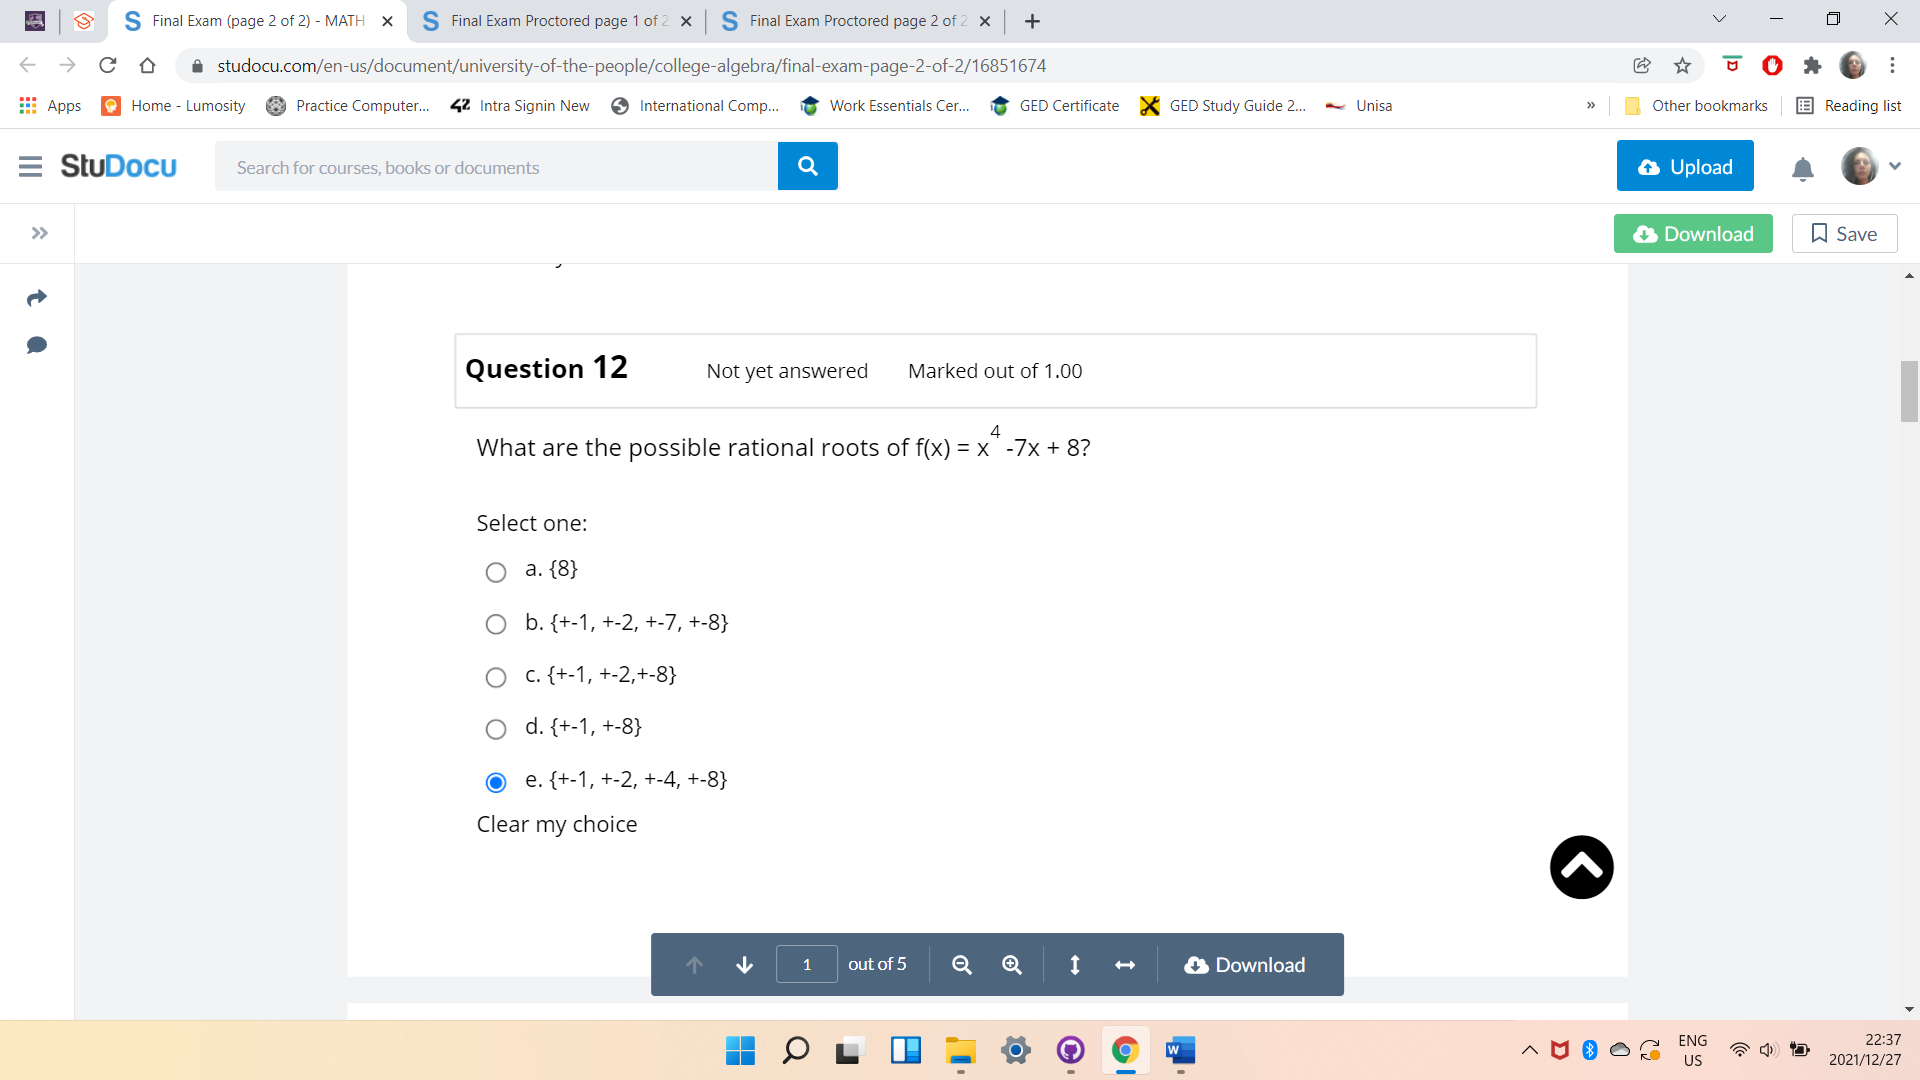 Final Exam (page 2 of 2) - MATH
Final Exam Proctored page 1 of 2
Final Exam Proctored page 2 of 2
studocu.com/en-us/document/university-of-the-people/college-algebra/final-exam-page-2-of-2/16851674
Apps
Home - Lumosity
Practice Computer...
Intra Signin New
International Comp...
Work Essentials Cer...
GED Certificate
GED Study Guide 2...
Unisa
»
Other bookmarks
Reading list
StuDocu
Search for courses, books or documents
Upload
Download
Save
Question 12 Not yet answered Marked out of 1.00
What are the possible rational roots of f(x) = x⁴ -7x + 8?
Select one:
a. {8}
b. {+-1, +-2, +-7, +-8}
c. {+-1, +-2,+-8}
d. {+-1, +-8}
e. {+-1, +-2, +-4, +-8}
Clear my choice
1 out of 5
Download
ENG
US
22:37
2021/12/27